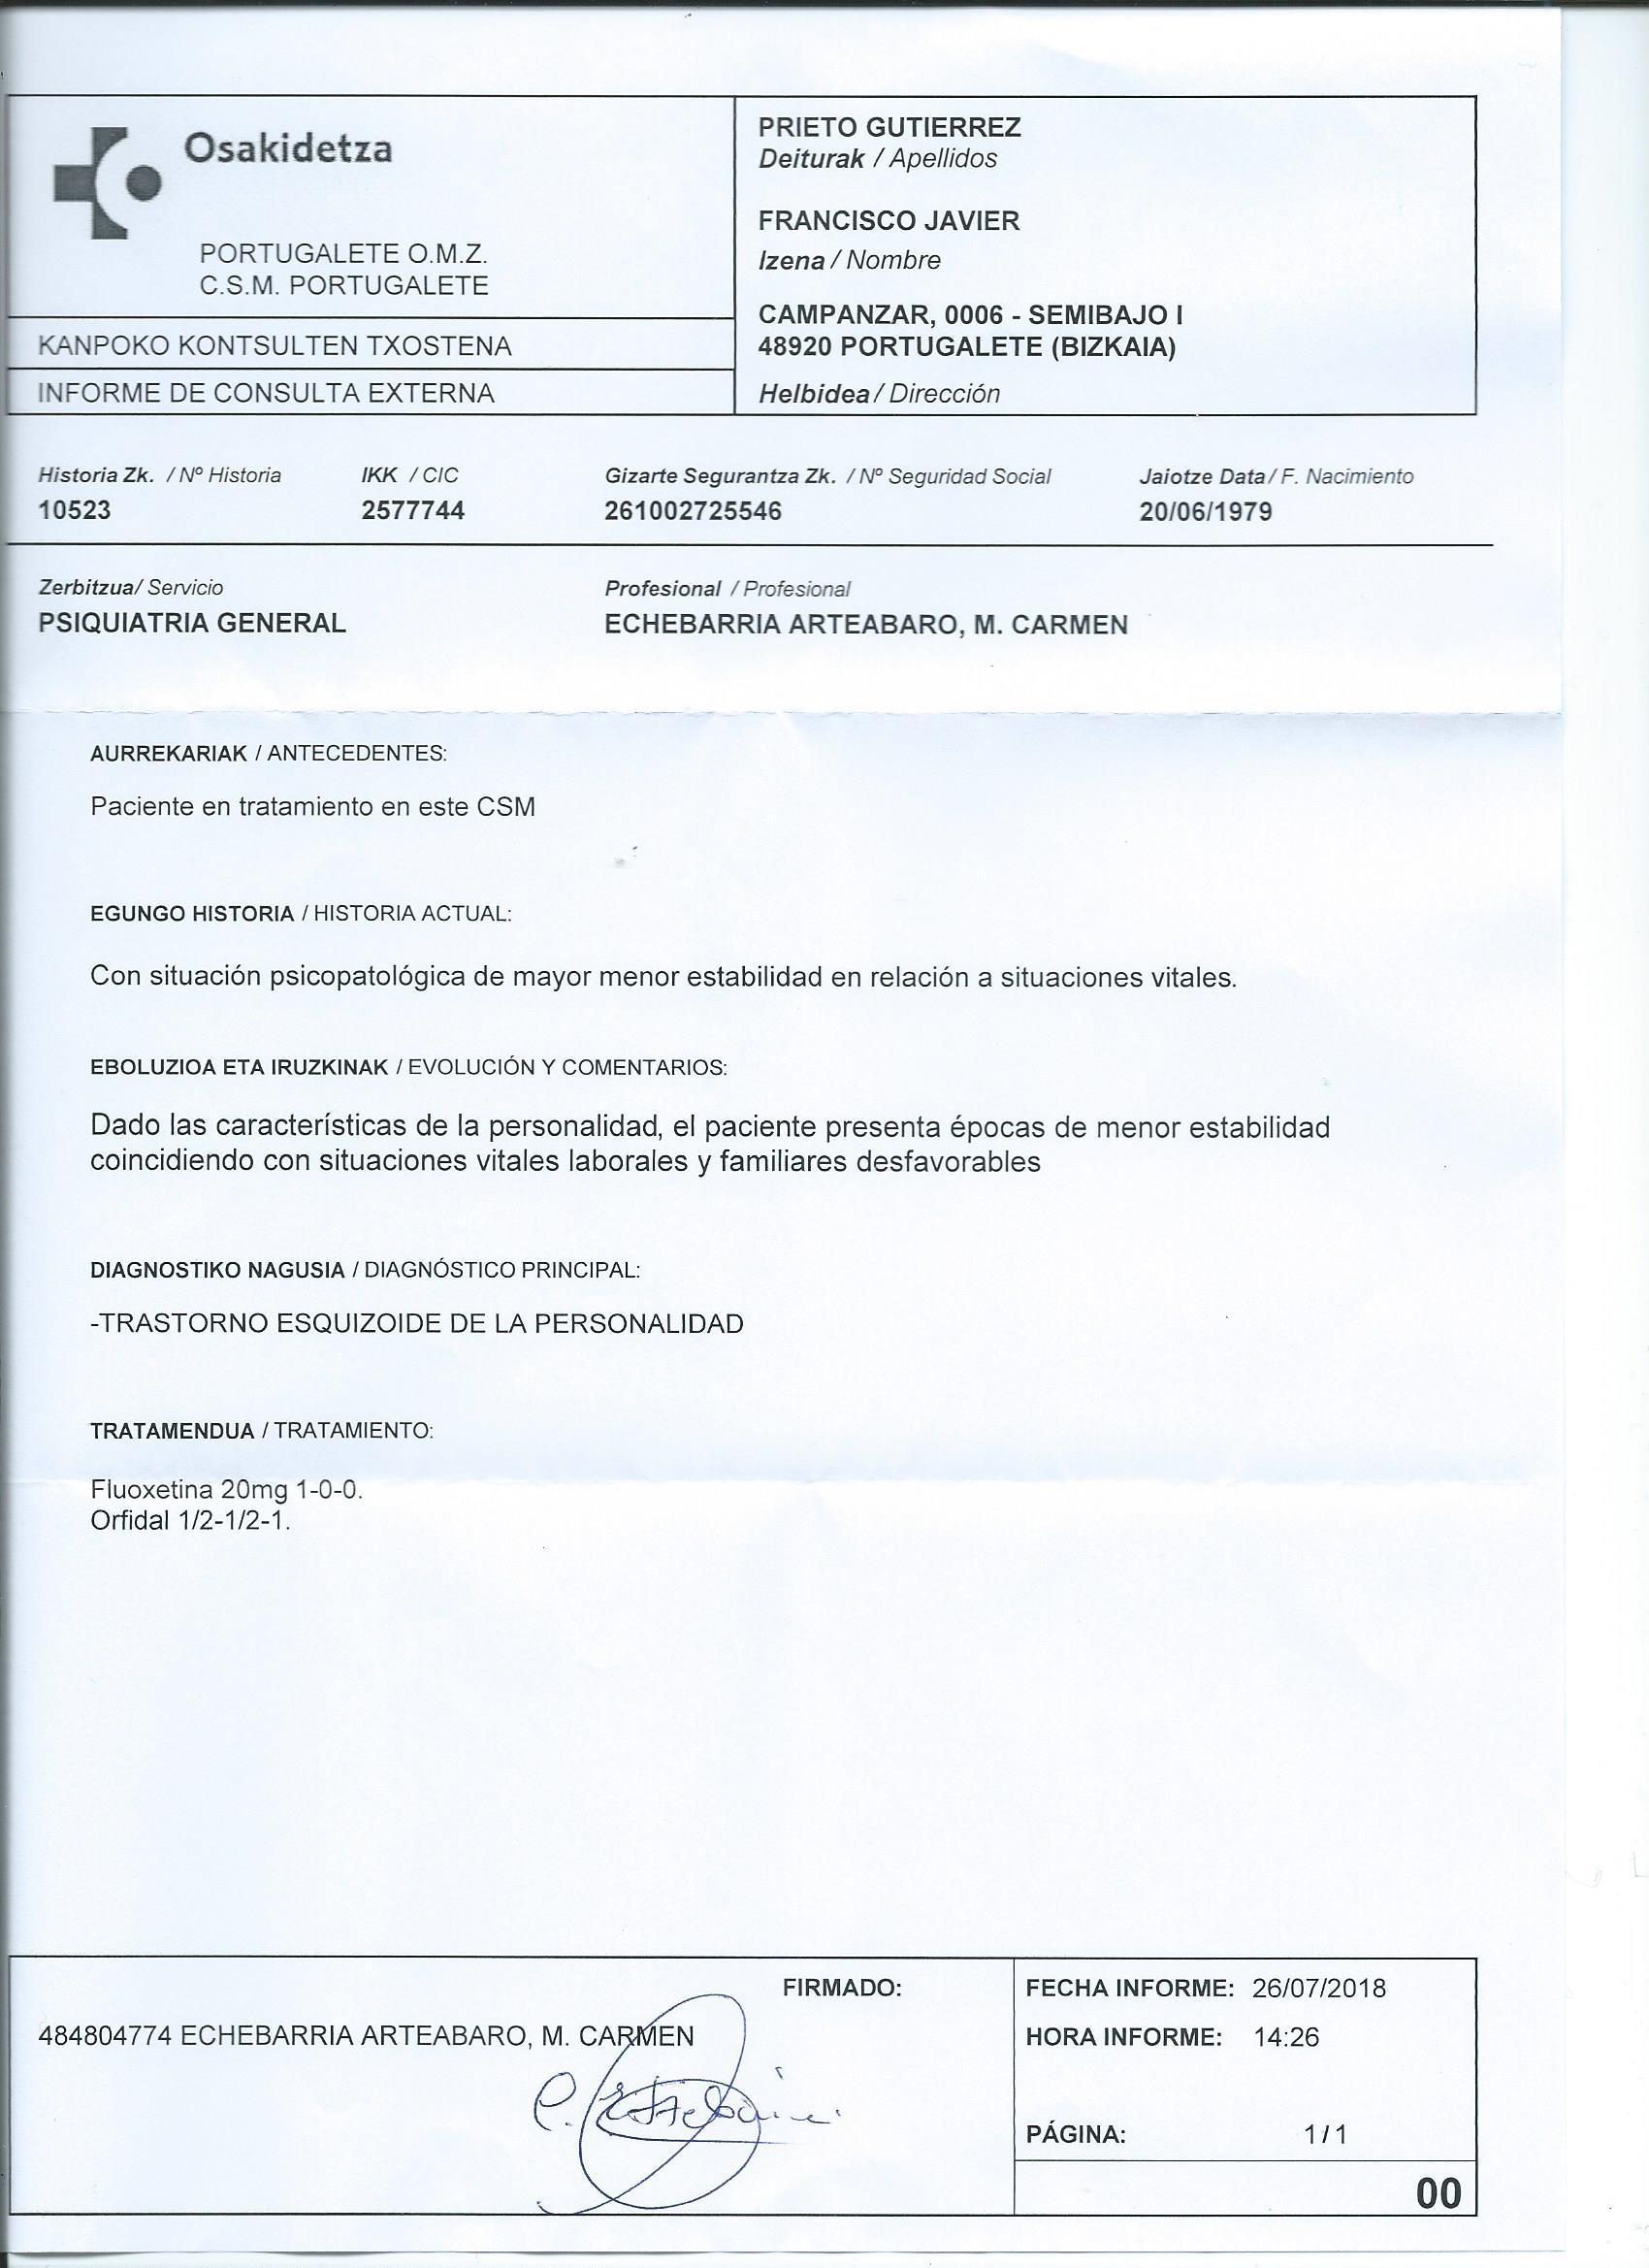 Osakidetza
PORTUGALETE O.M.Z.
C.S.M. PORTUGALETE
KANPOKO KONTSULTEN TXOSTENA
INFORME DE CONSULTA EXTERNA
PRIETO GUTIERREZ
Deiturak / Apellidos
FRANCISCO JAVIER
Izena / Nombre
CAMPANZAR, 0006 - SEMIBAJO I
48920 PORTUGALETE (BIZKAIA)
Helbidea / Dirección
Historia Zk. / Nº Historia IKK / CIC Gizarte Segurantza Zk. / Nº Seguridad Social Jaiotze Data / F. Nacimiento
10523 2577744 261002725546 20/06/1979
Zerbitzua/ Servicio Profesional / Profesional
PSIQUIATRIA GENERAL ECHEBARRIA ARTEABARO, M. CARMEN
AURREKARIAK / ANTECEDENTES:
Paciente en tratamiento en este CSM
EGUNGO HISTORIA / HISTORIA ACTUAL:
Con situación psicopatológica de mayor menor estabilidad en relación a situaciones vitales.
EBOLUZIOA ETA IRUZKINAK / EVOLUCIÓN Y COMENTARIOS:
Dado las características de la personalidad, el paciente presenta épocas de menor estabilidad
coincidiendo con situaciones vitales laborales y familiares desfavorables
DIAGNOSTIKO NAGUSIA / DIAGNÓSTICO PRINCIPAL:
-TRASTORNO ESQUIZOIDE DE LA PERSONALIDAD
TRATAMENDUA / TRATAMIENTO:
Fluoxetina 20mg 1-0-0.
Orfidal 1/2-1/2-1.
FIRMADO:
484804774 ECHEBARRIA ARTEABARO, M. CARMEN
FECHA INFORME: 26/07/2018
HORA INFORME: 14:26
PÁGINA: 1 / 1
00